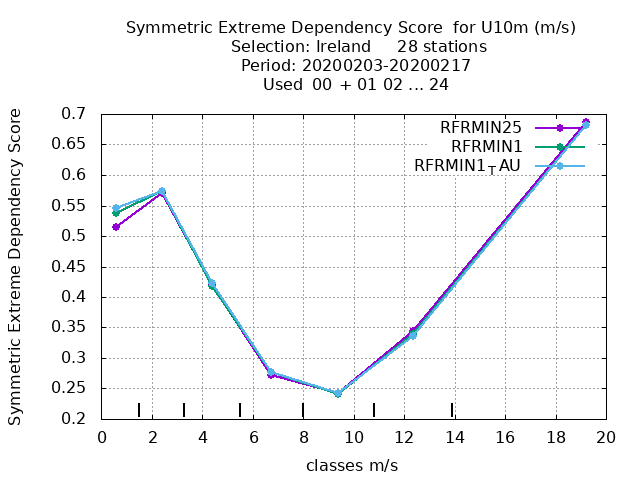 Symmetric Extreme Dependency Score  for U10m (m/s)
Selection: Ireland     28 stations
Period: 20200203-20200217
Used  00 + 01 02 ... 24
Symmetric Extreme Dependency Score
0.7
0.65
0.6
0.55
0.5
0.45
0.4
0.35
0.3
0.25
0.2
RFRMIN25
RFRMIN1
RFRMIN1TAU
0 2 4 6 8 10 12 14 16 18 20
classes m/s